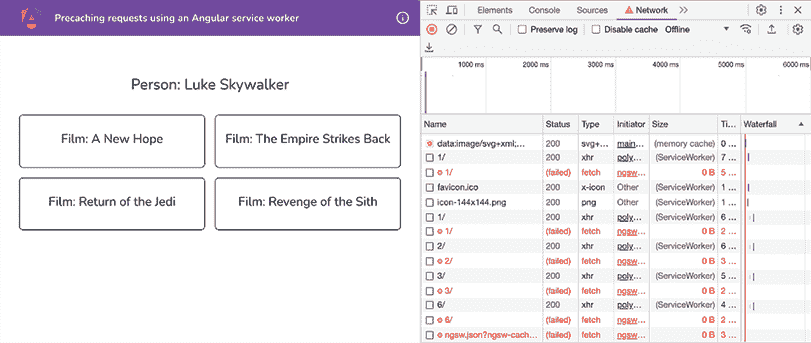 Precaching requests using an Angular service worker
Person: Luke Skywalker
Film: A New Hope
Film: The Empire Strikes Back
Film: Return of the Jedi
Film: Revenge of the Sith
Elements Console Sources Network
Preserve log Disable cache Offline
1000 ms 2000 ms 3000 ms 4000 ms 5000 ms 6000 ms
Name Status Type Initiator Size Ti... Waterfall
data:image/svg+xml;... 200 svg+... main... (memory cache) 0 ...
1/ 200 xhr poly... (ServiceWorker) 7 ...
1/ (failed) fetch ngsw... 0 B 5 ...
favicon.ico 200 x-icon Other (ServiceWorker) 1 ...
icon-144x144.png 200 png Other (ServiceWorker) 1 ...
1/ 200 xhr poly... (ServiceWorker) 6 ...
1/ (failed) fetch ngsw... 0 B 2 ...
2/ 200 xhr poly... (ServiceWorker) 6 ...
2/ (failed) fetch ngsw... 0 B 3 ...
3/ 200 xhr poly... (ServiceWorker) 5 ...
3/ (failed) fetch ngsw... 0 B 2 ...
6/ 200 xhr poly... (ServiceWorker) 4 ...
6/ (failed) fetch ngsw... 0 B 2 ...
ngsw.json?ngsw-cach... (failed) fetch ngsw... 0 B 3 ...